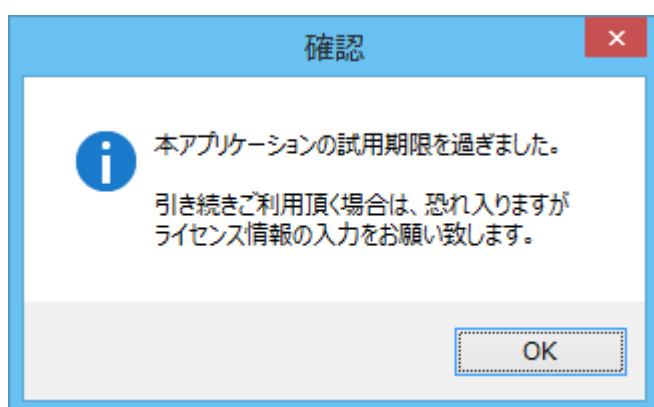 確認
本アプリケーションの試用期限を過ぎました。
引き続きご利用頂く場合は、恐れ入りますが
ライセンス情報の入力をお願い致します。
OK